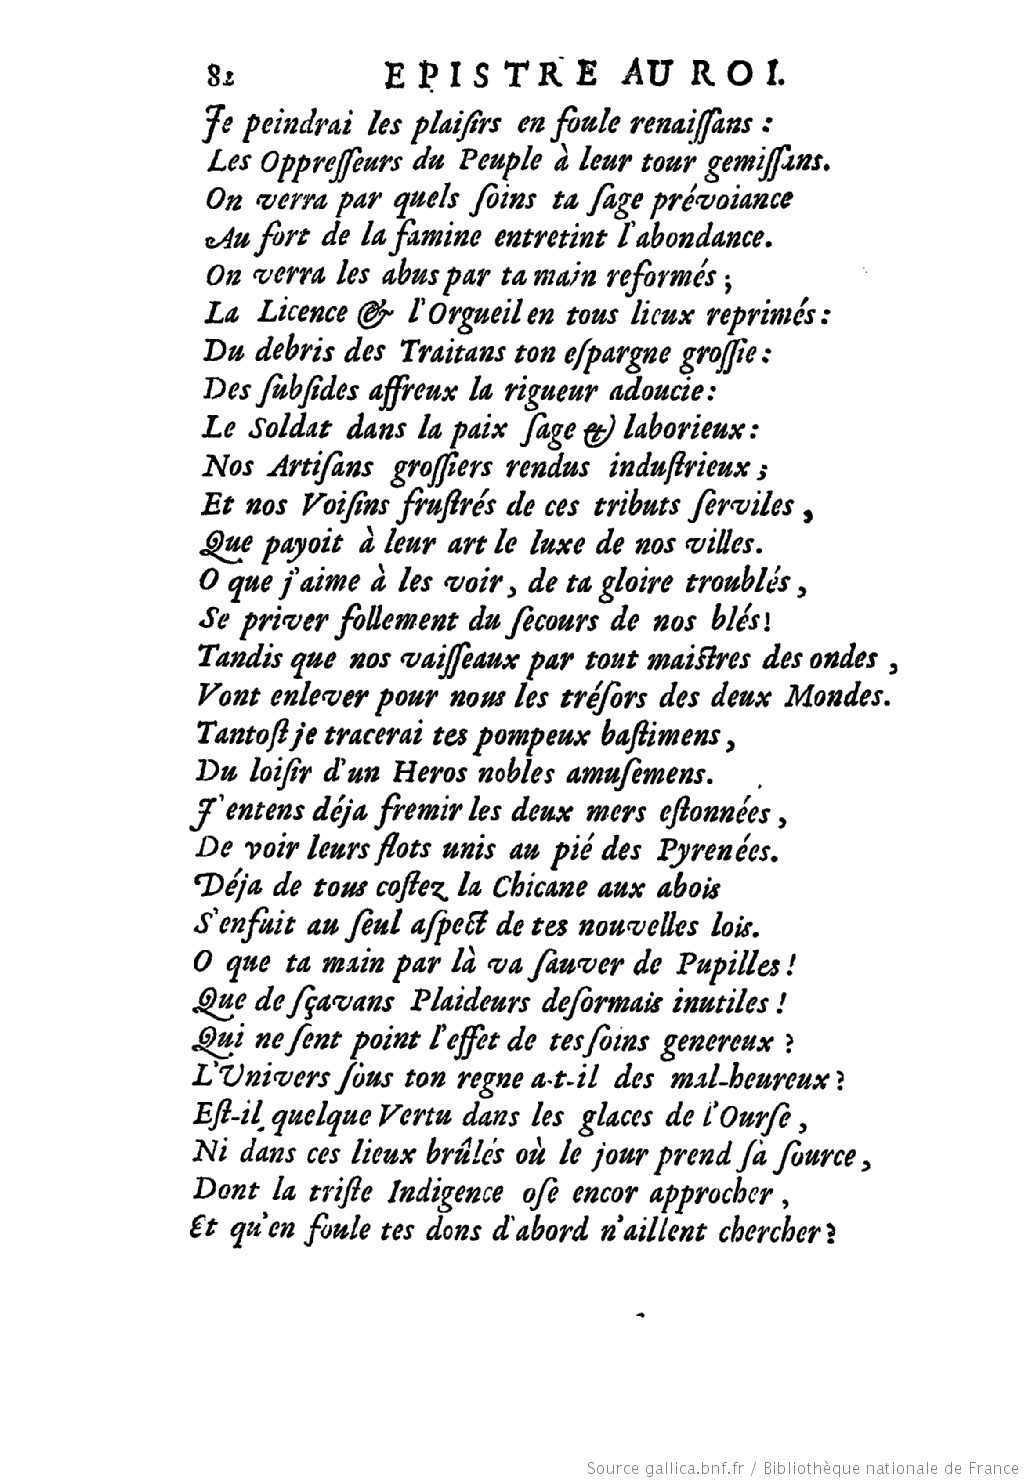 82 EPISTRE AU ROI.
Je peindrai les plaiſirs en foule renaiſſans :
Les Oppreſſeurs du Peuple à leur tour gemiſſans.
On verra par quels ſoins ta ſage prévoiance
Au fort de la famine entretint l'abondance.
On verra les abus par ta main reformés ;
La Licence & l'Orgueil en tous lieux reprimés :
Du debris des Traitans ton eſpargne groſſie :
Des ſubſides affreux la rigueur adoucie :
Le Soldat dans la paix ſage & laborieux :
Nos Artiſans groſſiers rendus induſtrieux ;
Et nos Voiſins fruſtrés de ces tributs ſerviles ,
Que payoit à leur art le luxe de nos villes.
O que j'aime à les voir , de ta gloire troublés ,
Se priver follement du ſecours de nos blés !
Tandis que nos vaiſſeaux par tout maiſtres des ondes ,
Vont enlever pour nous les tréſors des deux Mondes.
Tantoſt je tracerai tes pompeux baſtimens ,
Du loiſir d'un Heros nobles amuſemens.
J'entens déja fremir les deux mers eſtonnées ,
De voir leurs flots unis au pié des Pyrenées.
Déja de tous coſtez la Chicane aux abois
S'enfuit au ſeul aſpect de tes nouvelles lois.
O que ta main par là va ſauver de Pupilles !
Que de ſçavans Plaideurs deſormais inutiles !
Qui ne ſent point l'effet de tes ſoins genereux ?
L'Univers ſous ton regne a-t-il des mal-heureux ?
Eſt-il quelque Vertu dans les glaces de l'Ourſe ,
Ni dans ces lieux brûlés où le jour prend ſa ſource ,
Dont la triſte Indigence oſe encor approcher ,
Et qu'en foule tes dons d'abord n'aillent chercher ?
Source gallica.bnf.fr / Bibliothèque nationale de France